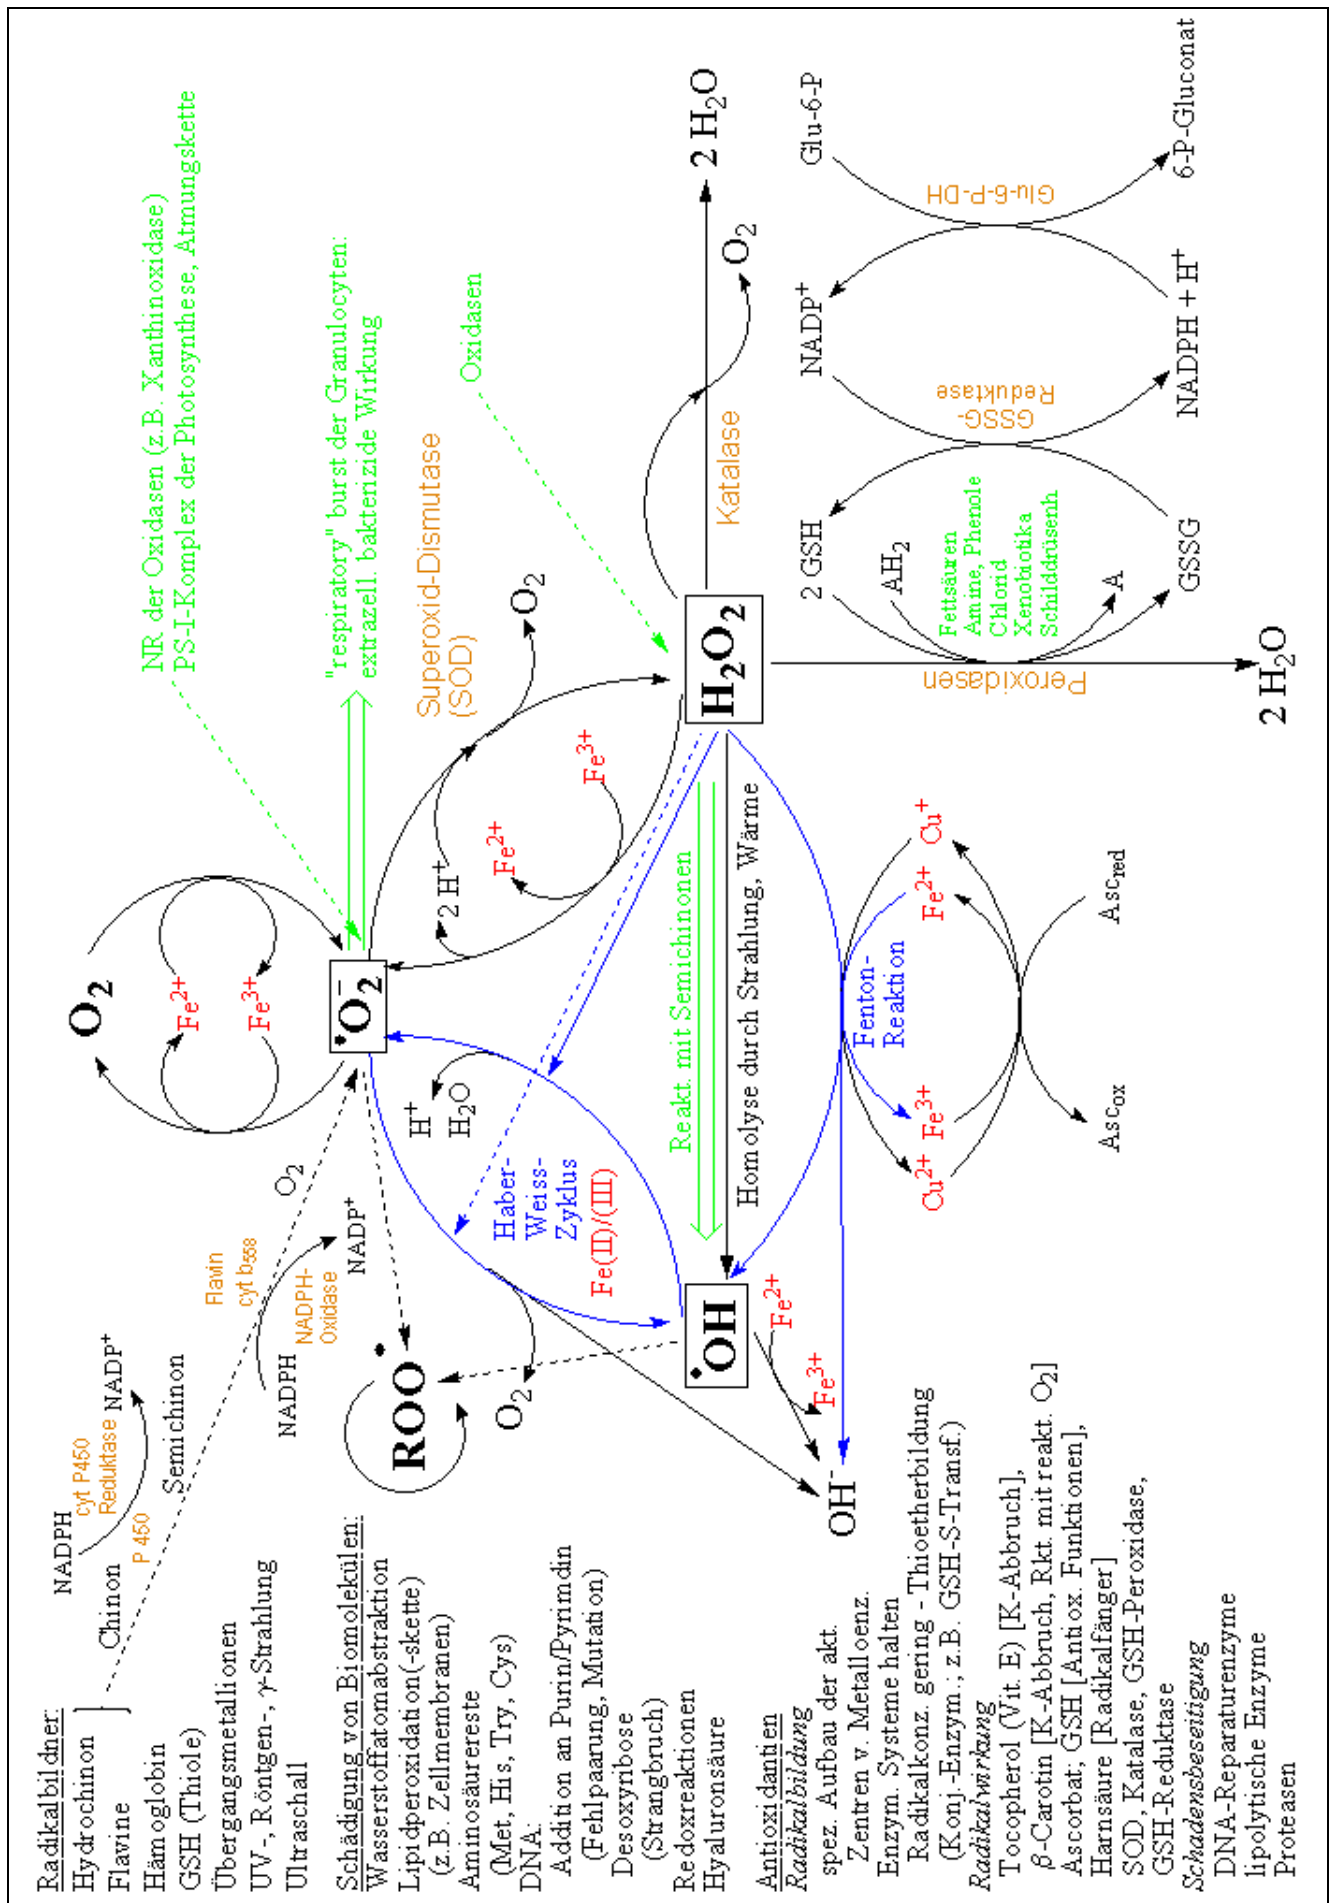 Radikalbildner:
Hydrochinon
Flavine
Hämoglobin
GSH (Thiole)
Übergangsmetallionen
UV-, Röntgen-, γ-Strahlung
Ultraschall
Schädigung von Biomolekülen:
Wasserstoffatomabstraktion
Lipidperoxidation(-skette)
(z.B. Zellmembranen)
Aminosäurereste
(Met, His, Try, Cys)
DNA:
Addition an Purin/Pyrimdin
(Fehlpaarung, Mutation)
Desoxyribose
(Strangbruch)
Redoxreaktionen
Hyaluronsäure
Antioxidantien
Radikalbildung
spez. Aufbau der akt.
Zentren v. Metalloenz.
Enzym. Systeme halten
Radikalkonz. gering - Thioetherbildung
(Konj.-Enzym.; z.B. GSH-S-Transf.)
Radikalwirkung
Tocopherol (Vit. E) [K-Abbruch],
β-Carotin [K-Abbruch, Rkt. mit reakt. O₂]
Ascorbat, GSH [Antiox. Funktionen],
Harnsäure [Radikalfänger]
SOD, Katalase, GSH-Peroxidase,
GSH-Reduktase
Schadensbeseitigung
DNA-Reparaturenzyme
lipolytische Enzyme
Proteasen
NADPH
cyt P450
Reduktase
NADP⁺
Chinon
P 450
Semichinon
Flavin
cyt b₅₅₈
O₂
NADPH
NADPH-
Oxidase
NADP⁺
O₂
Fe²⁺
Fe³⁺
•O₂⁻
NR der Oxidasen (z.B. Xanthinoxidase)
PS-I-Komplex der Photosynthese, Atmungskette
"respiratory" burst der Granulocyten:
extrazell. bakterizide Wirkung
Superoxid-Dismutase
(SOD)
O₂
2 H⁺
Fe²⁺
Fe³⁺
Oxidasen
ROO•
O₂
H⁺
H₂O
Haber-
Weiss-
Zyklus
Fe(II)/(III)
•OH
Fe²⁺
Fe³⁺
OH⁻
Reakt. mit Semichinonen
Homolyse durch Strahlung, Wärme
H₂O₂
Katalase
O₂
2 H₂O
Fenton-
Reaktion
Cu²⁺ Fe³⁺
Fe²⁺ Cu⁺
Asc_ox
Asc_red
Peroxidasen
2 H₂O
2 GSH
AH₂
Fettsäuren
Amine, Phenole
Chlorid
Xenobiotika
Schilddrüsenh.
A
GSSG
GSSG-
Reduktase
NADP⁺
NADPH + H⁺
Glu-6-P
Glu-6-P-DH
6-P-Gluconat